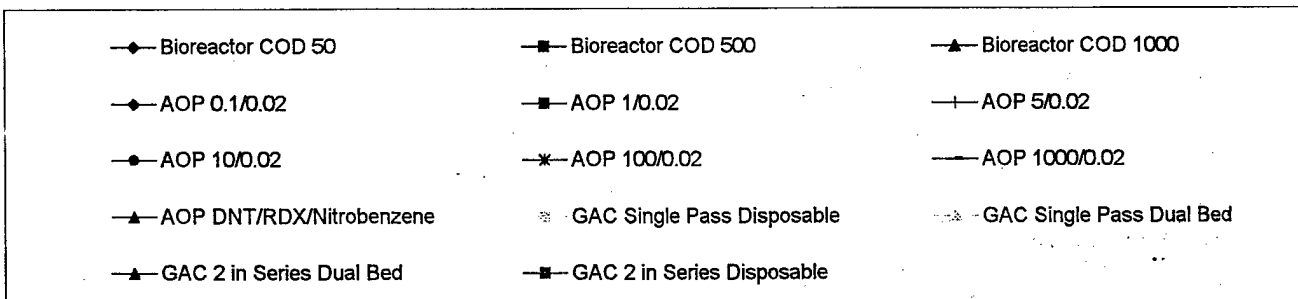 Bioreactor COD 50 Bioreactor COD 500 Bioreactor COD 1000
AOP 0.1/0.02 AOP 1/0.02 AOP 5/0.02
AOP 10/0.02 AOP 100/0.02 AOP 1000/0.02
AOP DNT/RDX/Nitrobenzene GAC Single Pass Disposable GAC Single Pass Dual Bed
GAC 2 in Series Dual Bed GAC 2 in Series Disposable